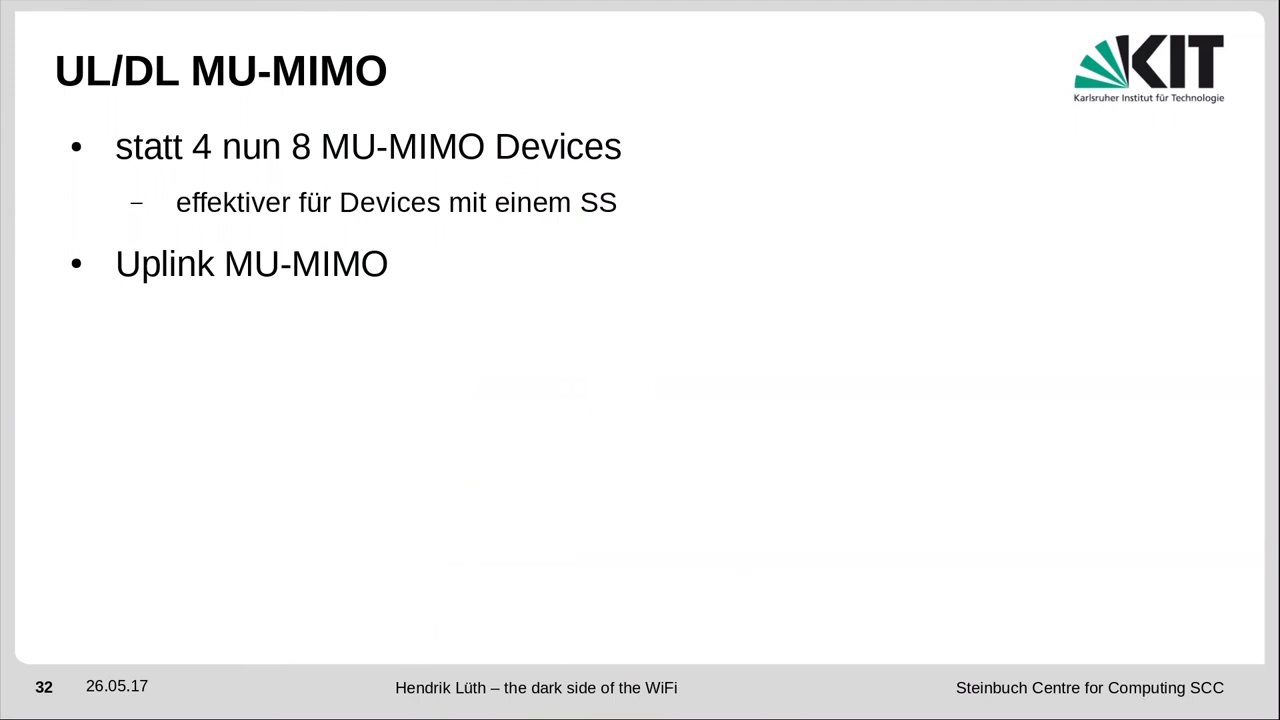 UL/DL MU-MIMO
KIT
Karlsruher Institut für Technologie
• statt 4 nun 8 MU-MIMO Devices
– effektiver für Devices mit einem SS
• Uplink MU-MIMO
32 26.05.17 Hendrik Lüth – the dark side of the WiFi Steinbuch Centre for Computing SCC